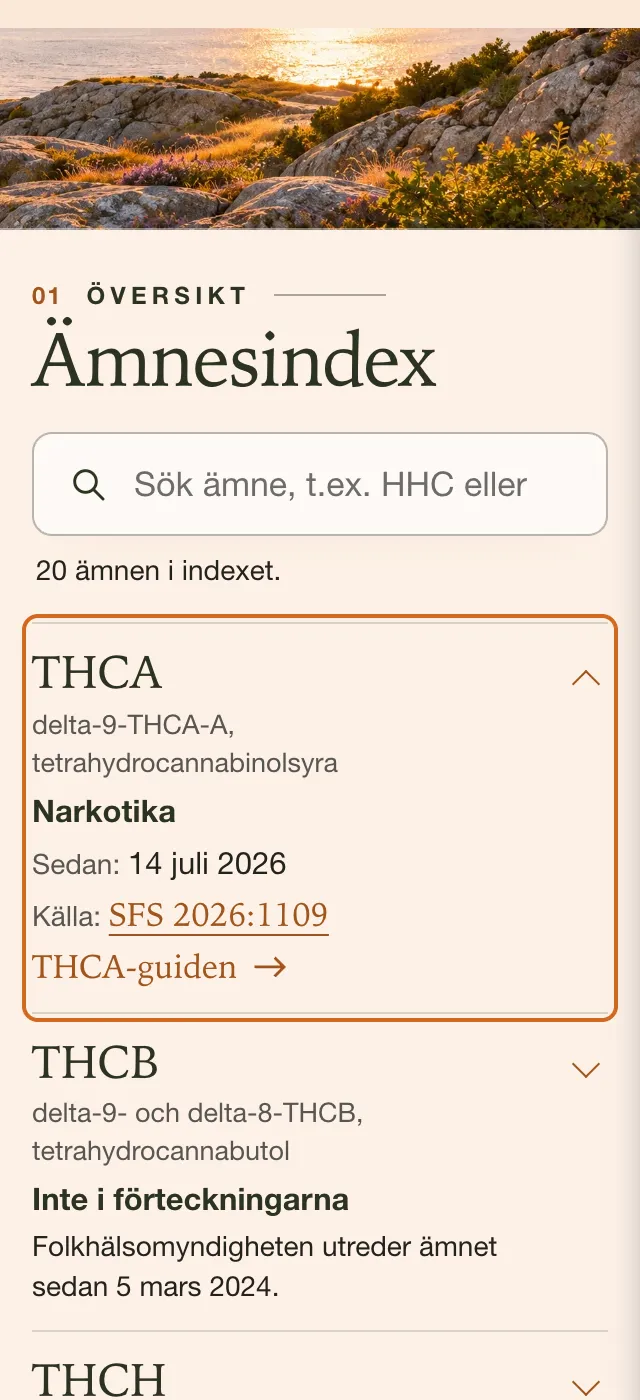 01 ÖVERSIKT
Ämnesindex
Sök ämne, t.ex. HHC eller
20 ämnen i indexet.
THCA
delta-9-THCA-A,
tetrahydrocannabinolsyra
Narkotika
Sedan: 14 juli 2026
Källa: SFS 2026:1109
THCA-guiden →
THCB
delta-9- och delta-8-THCB,
tetrahydrocannabutol
Inte i förteckningarna
Folkhälsomyndigheten utreder ämnet
sedan 5 mars 2024.
THCH